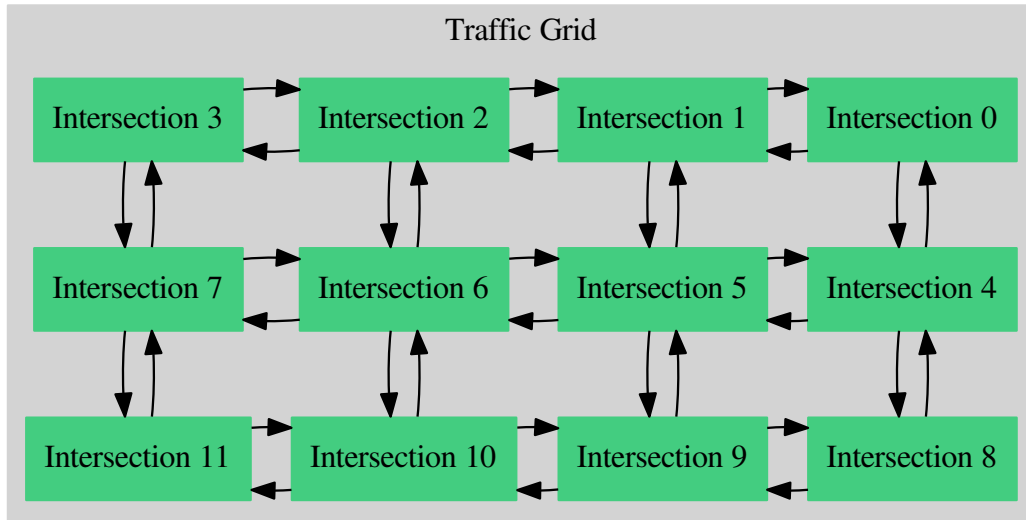 Traffic Grid
Intersection 3
Intersection 2
Intersection 1
Intersection 0
Intersection 7
Intersection 6
Intersection 5
Intersection 4
Intersection 11
Intersection 10
Intersection 9
Intersection 8